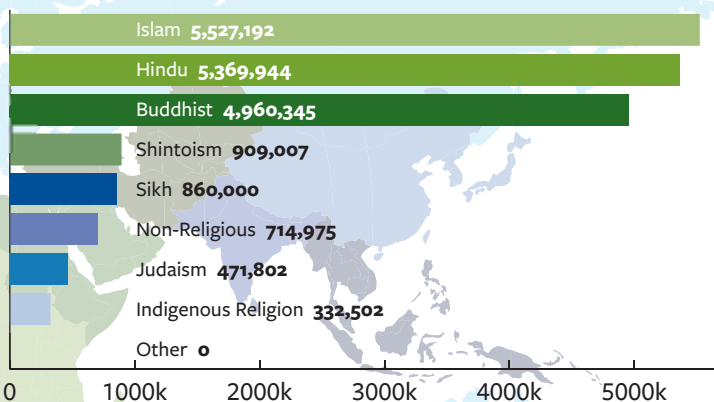 Islam 5,527,192
Hindu 5,369,944
Buddhist 4,960,345
Shintoism 909,007
Sikh 860,000
Non-Religious 714,975
Judaism 471,802
Indigenous Religion 332,502
Other 0
0 1000k 2000k 3000k 4000k 5000k